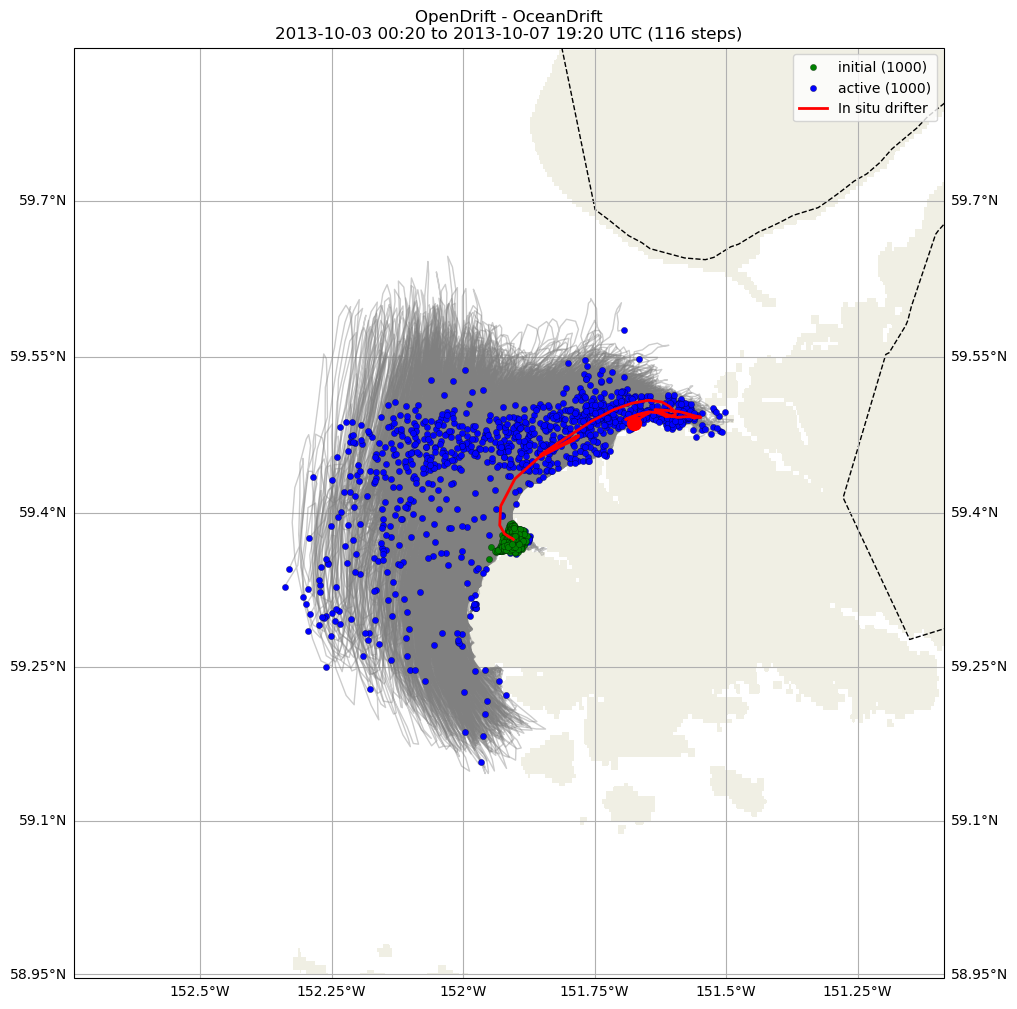 OpenDrift - OceanDrift
2013-10-03 00:20 to 2013-10-07 19:20 UTC (116 steps)
initial (1000)
active (1000)
In situ drifter
59.7°N 59.7°N
59.55°N 59.55°N
59.4°N 59.4°N
59.25°N 59.25°N
59.1°N 59.1°N
58.95°N 58.95°N
152.5°W 152.25°W 152°W 151.75°W 151.5°W 151.25°W